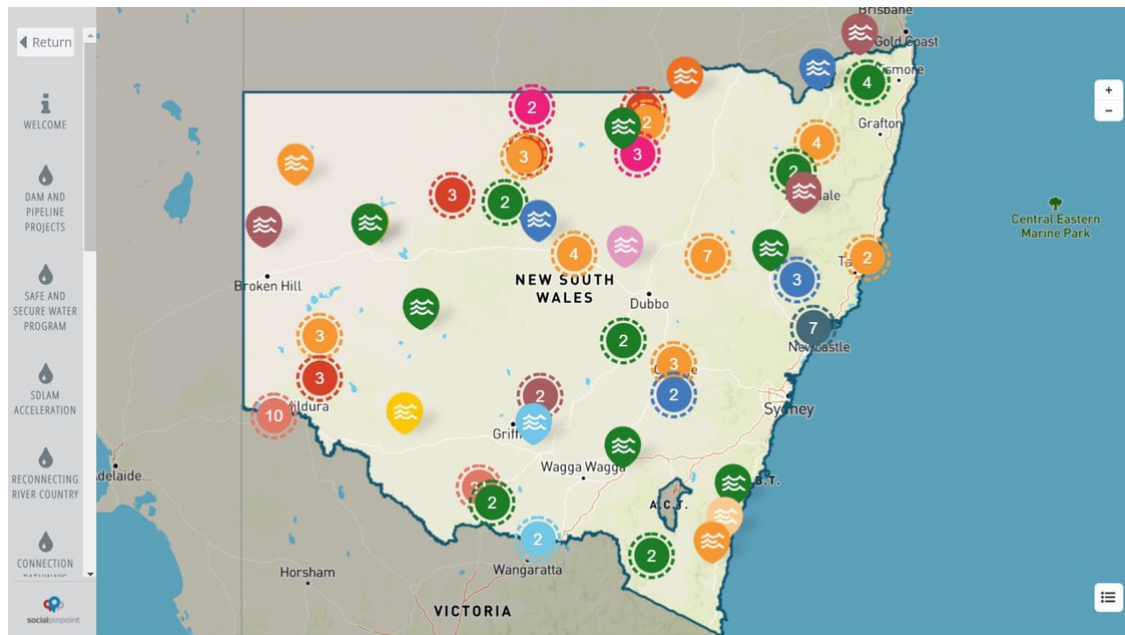 Return
WELCOME
DAM AND
PIPELINE
PROJECTS
SAFE AND
SECURE WATER
PROGRAM
SDLAM
ACCELERATION
RECONNECTING
RIVER COUNTRY
CONNECTION
socialpinpoint
Brisbane
Gold Coast
4
Grafton
2
2
3
4
3
3
2
2
4
7
2
3
NEW SOUTH
WALES
Dubbo
Broken Hill
7
Newcastle
3
2
3
3
2
2
10
Sydney
Wagga Wagga
2
A.C.T.
B.T.
2
2
Wangaratta
Horsham
VICTORIA
Central Eastern
Marine Park
+
-